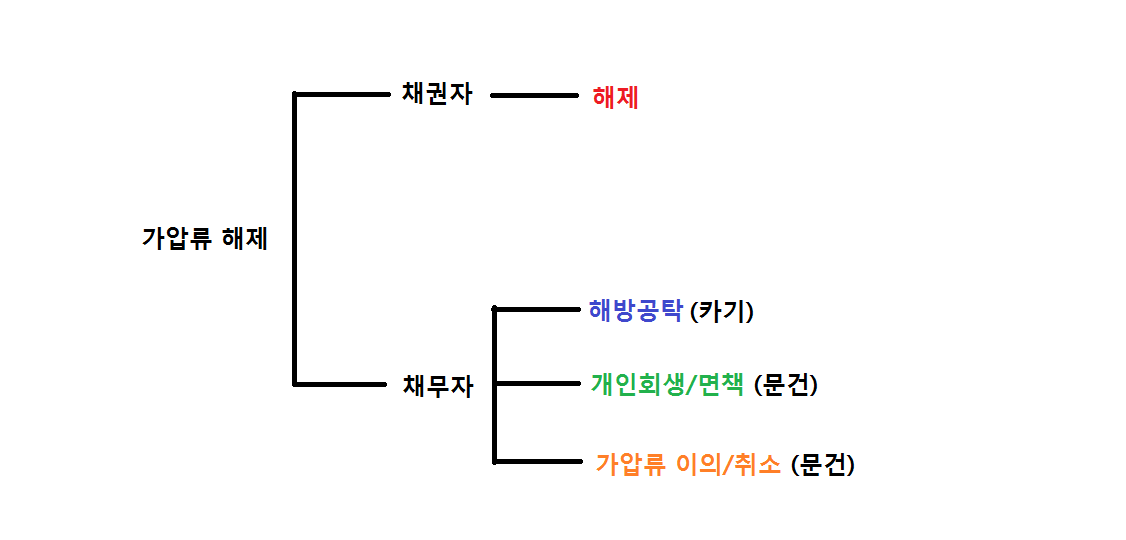 채권자 해제
가압류 해제
해방공탁 (카기)
채무자 개인회생/면책 (문건)
가압류 이의/취소 (문건)